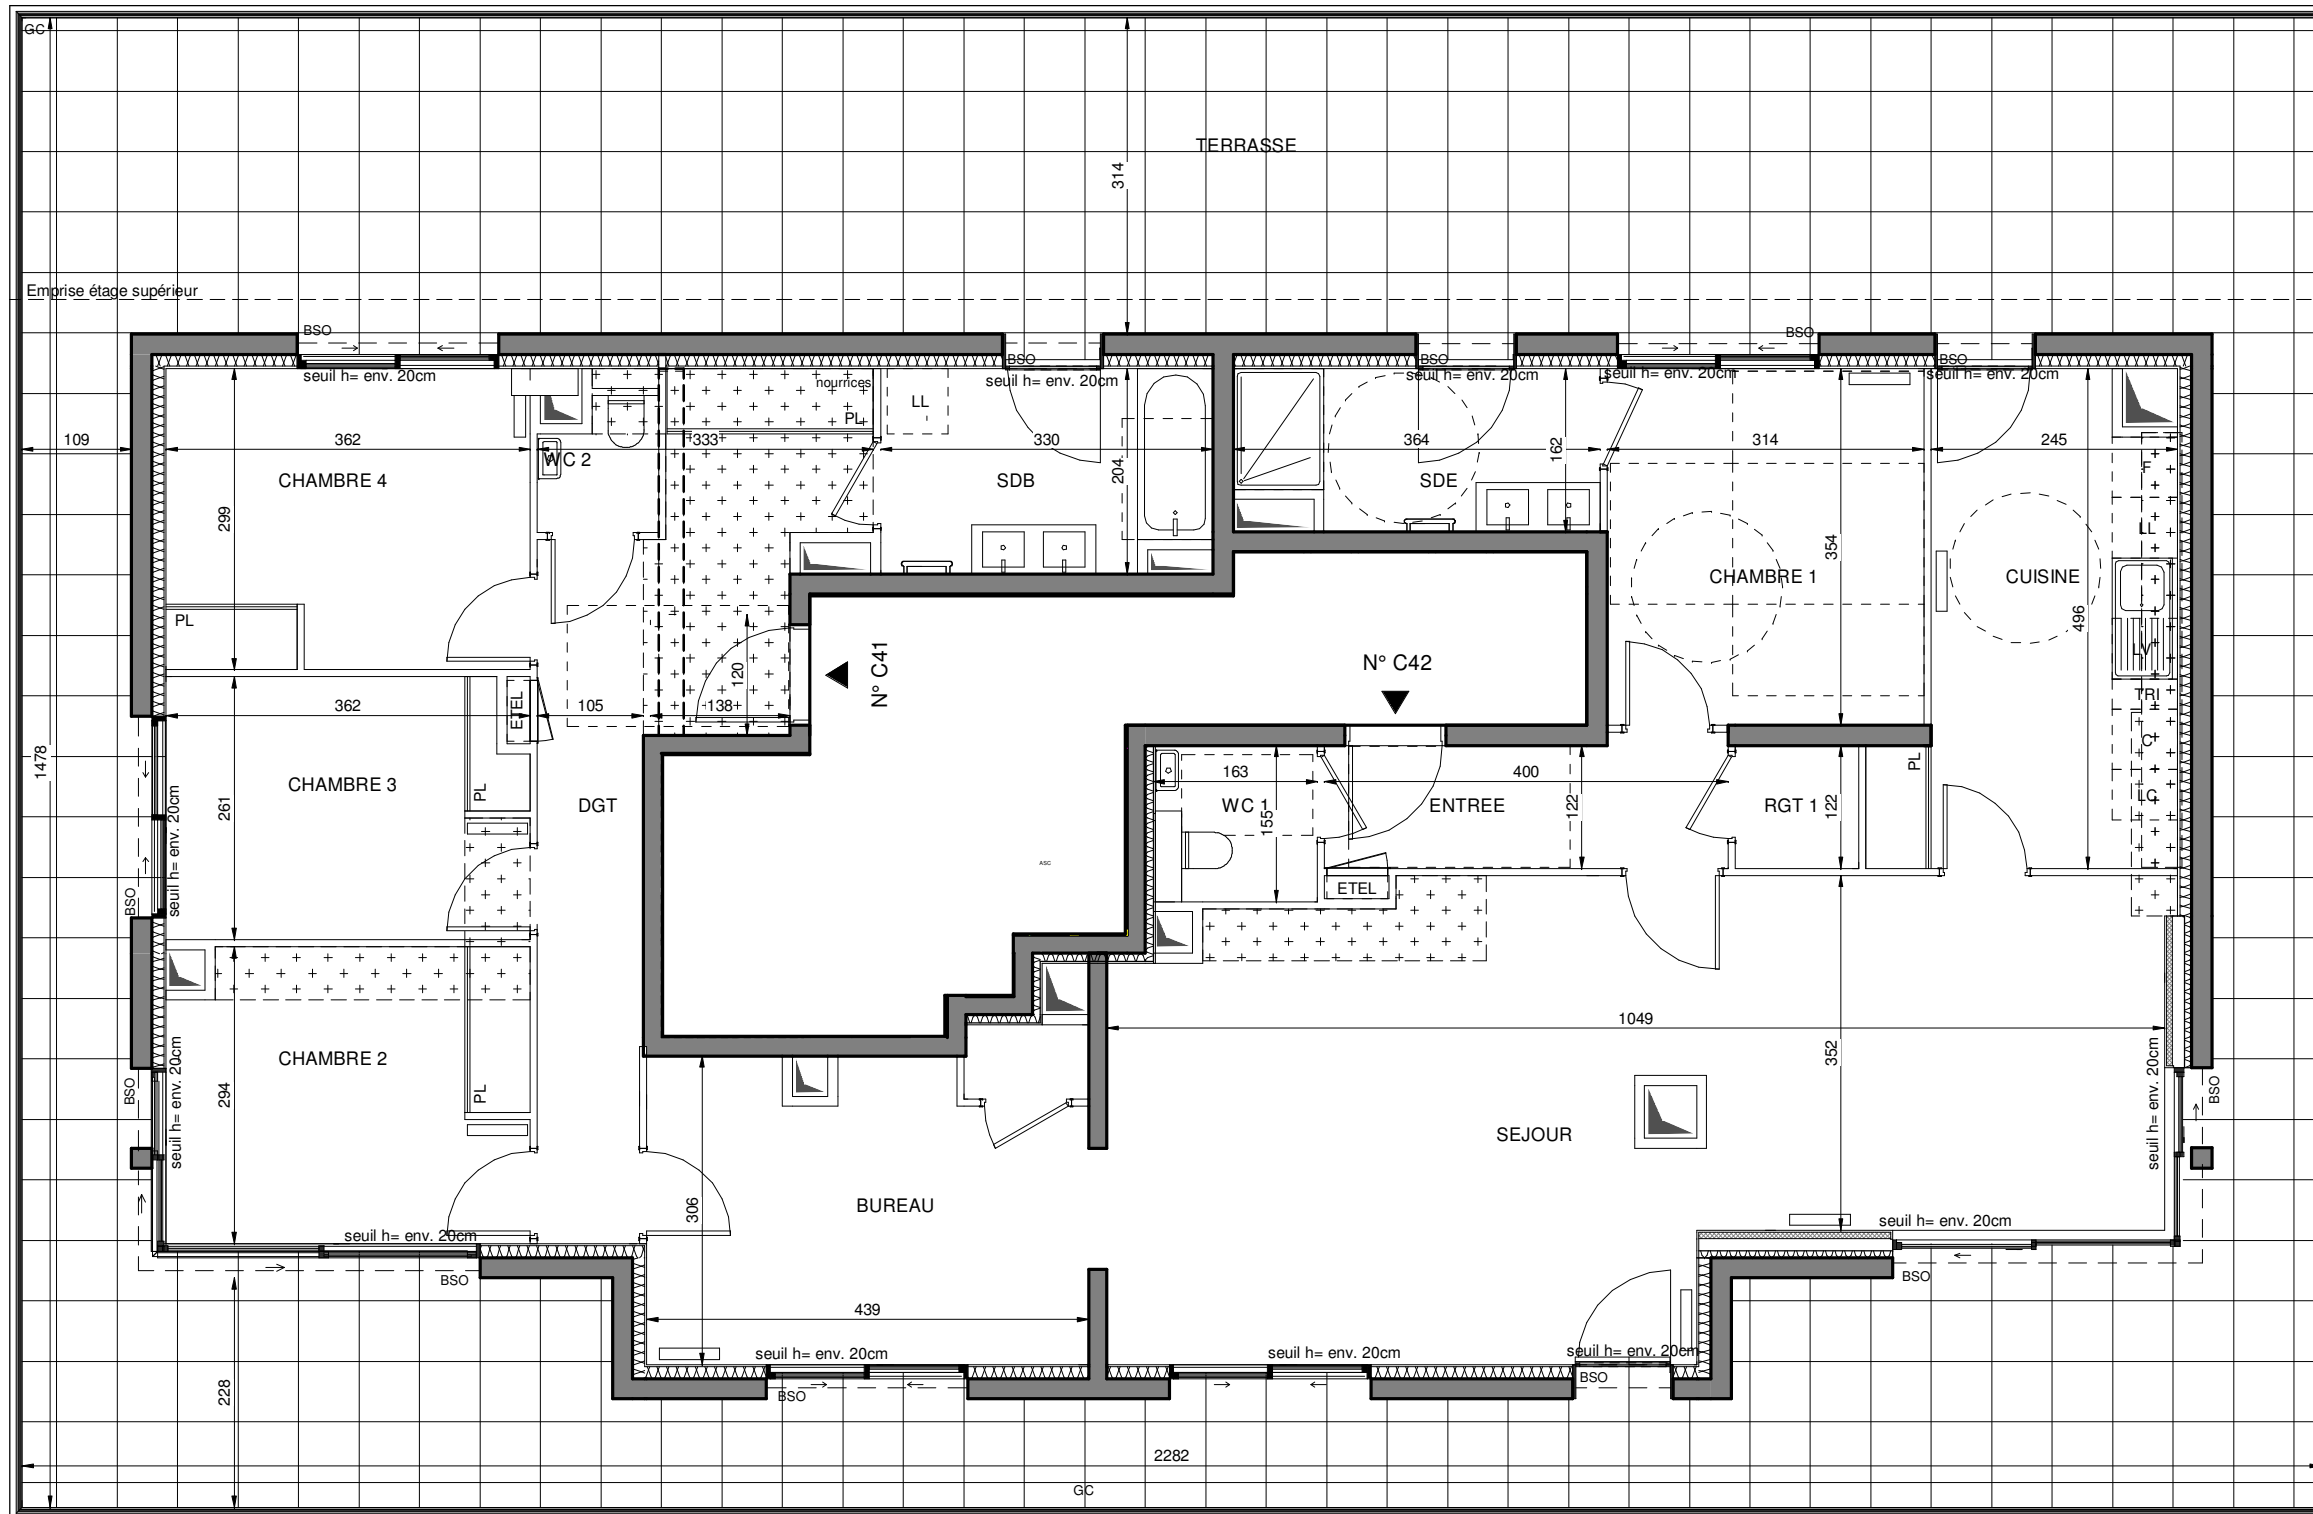 GC
TERRASSE
314
Emprise étage supérieur
BSO
BSO
BSO
BSO
BSO
seuil h= env. 20cm
seuil h= env. 20cm
seuil h= env. 20cm
seuil h= env. 20cm
seuil h= env. 20cm
nourrices
PL
LL
109
362
333
330
364
162
314
245
WC 2
CHAMBRE 4
SDB
204
SDE
F
299
LL
354
CHAMBRE 1
CUISINE
496
PL
120
N° C41
N° C42
LV
TRI
ETEL
362
105
138
C
1478
163
400
PL
CHAMBRE 3
PL
261
DGT
WC 1
155
ENTREE
122
RGT 1
122
LC
seuil h= env. 20cm
BSO
ASC
ETEL
1049
CHAMBRE 2
294
PL
352
seuil h= env. 20cm
BSO
seuil h= env. 20cm
BSO
SEJOUR
BUREAU
306
seuil h= env. 20cm
seuil h= env. 20cm
BSO
BSO
439
seuil h= env. 20cm
seuil h= env. 20cm
seuil h= env. 20cm
BSO
BSO
228
2282
GC